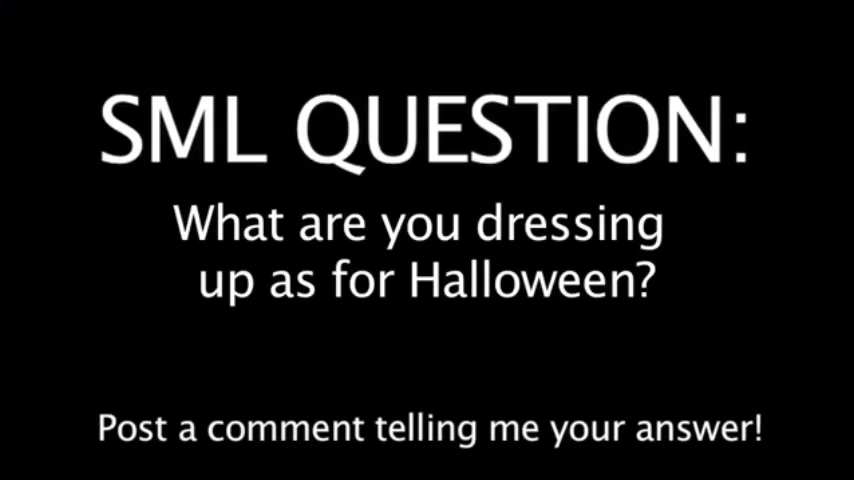 SML QUESTION:
What are you dressing
up as for Halloween?
Post a comment telling me your answer!